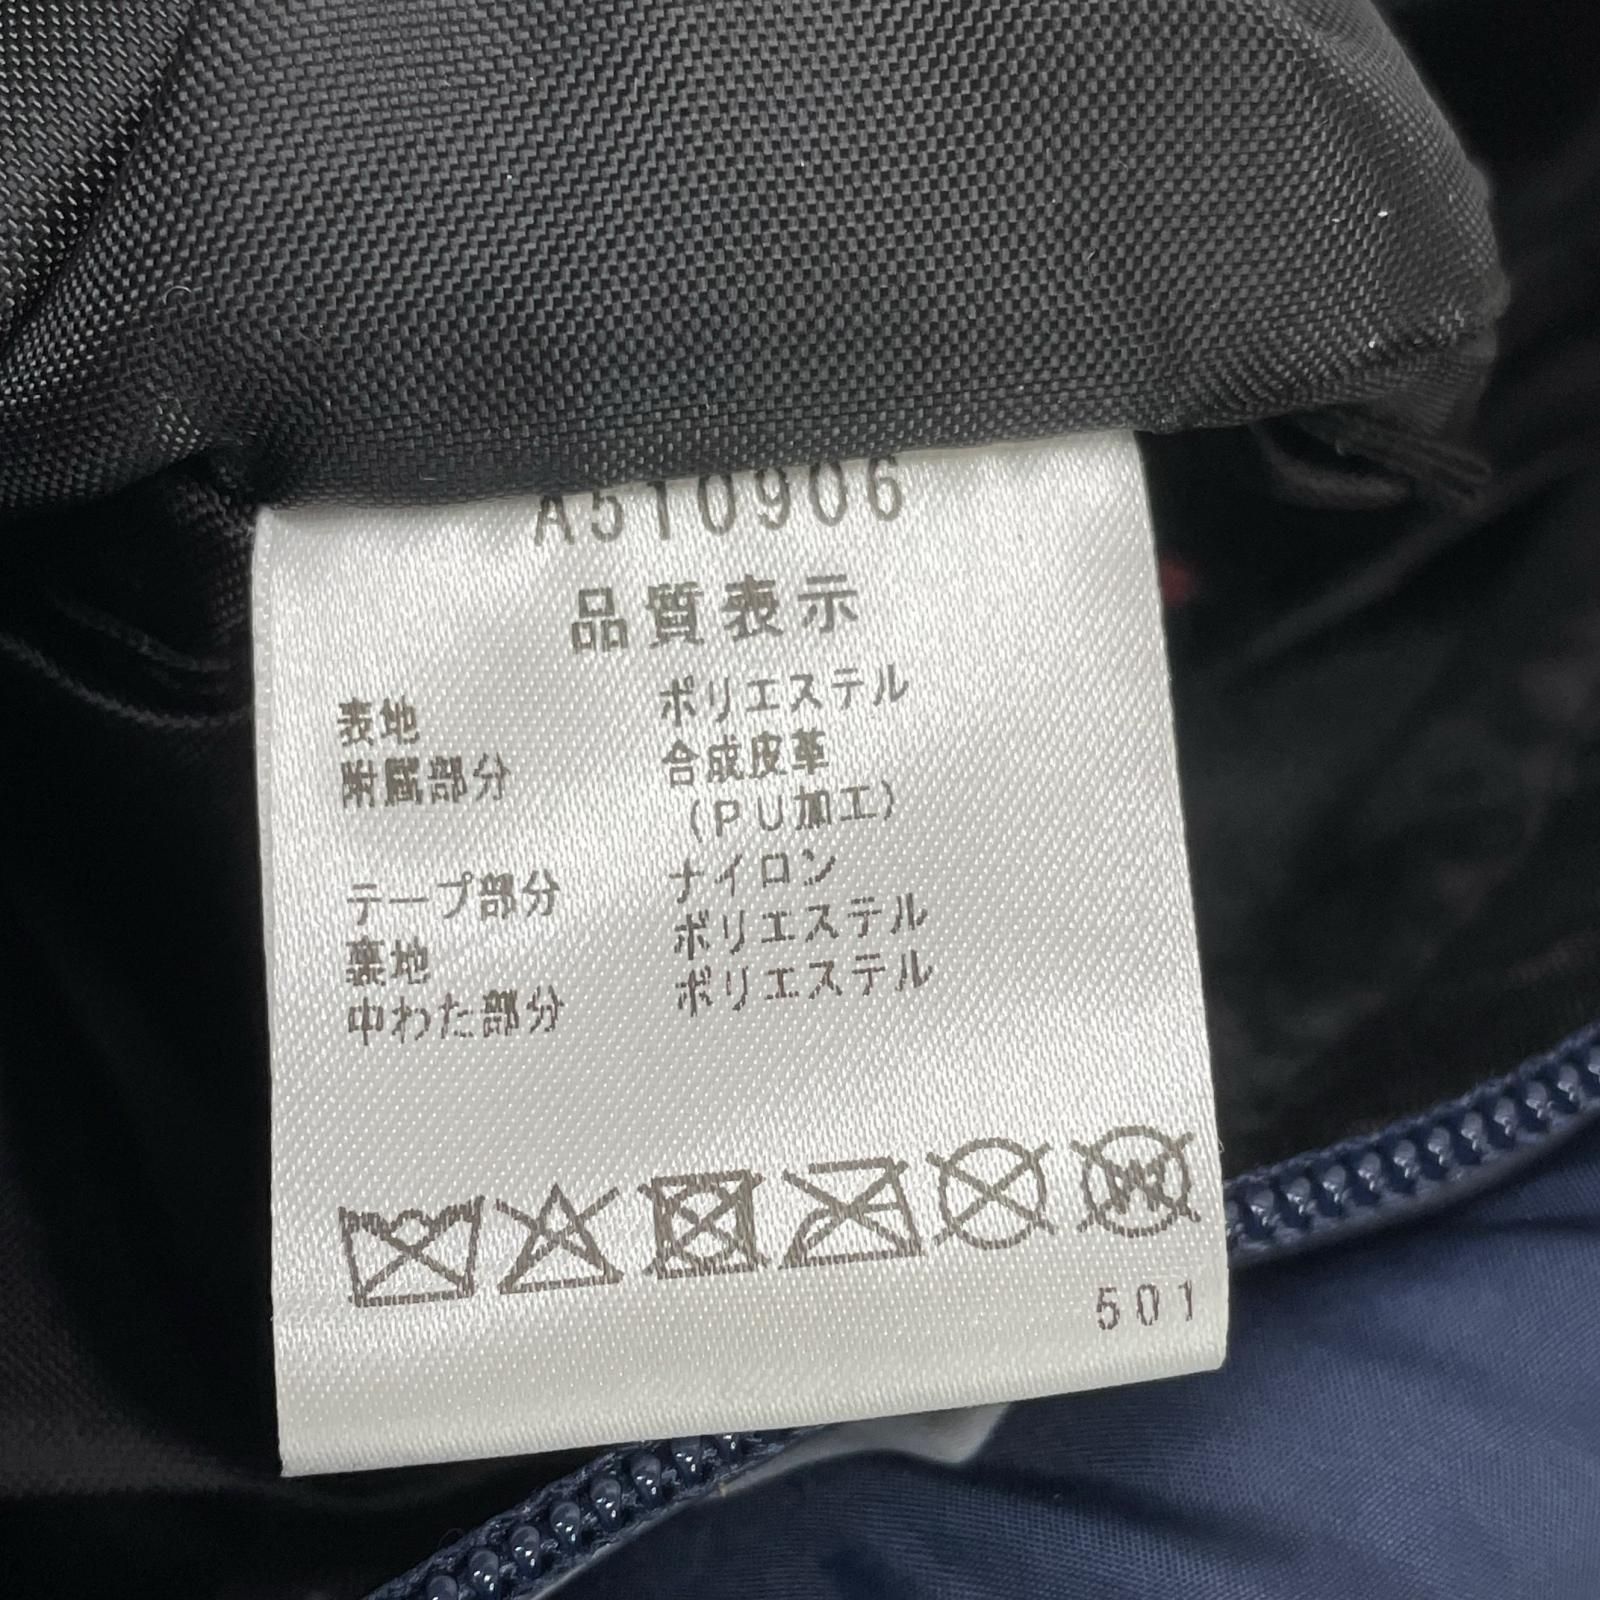 A510906
品質表示
表地 ポリエステル
附属部分 合成皮革
(PU加工)
テープ部分 ナイロン
裏地 ポリエステル
中わた部分 ポリエステル
W
501